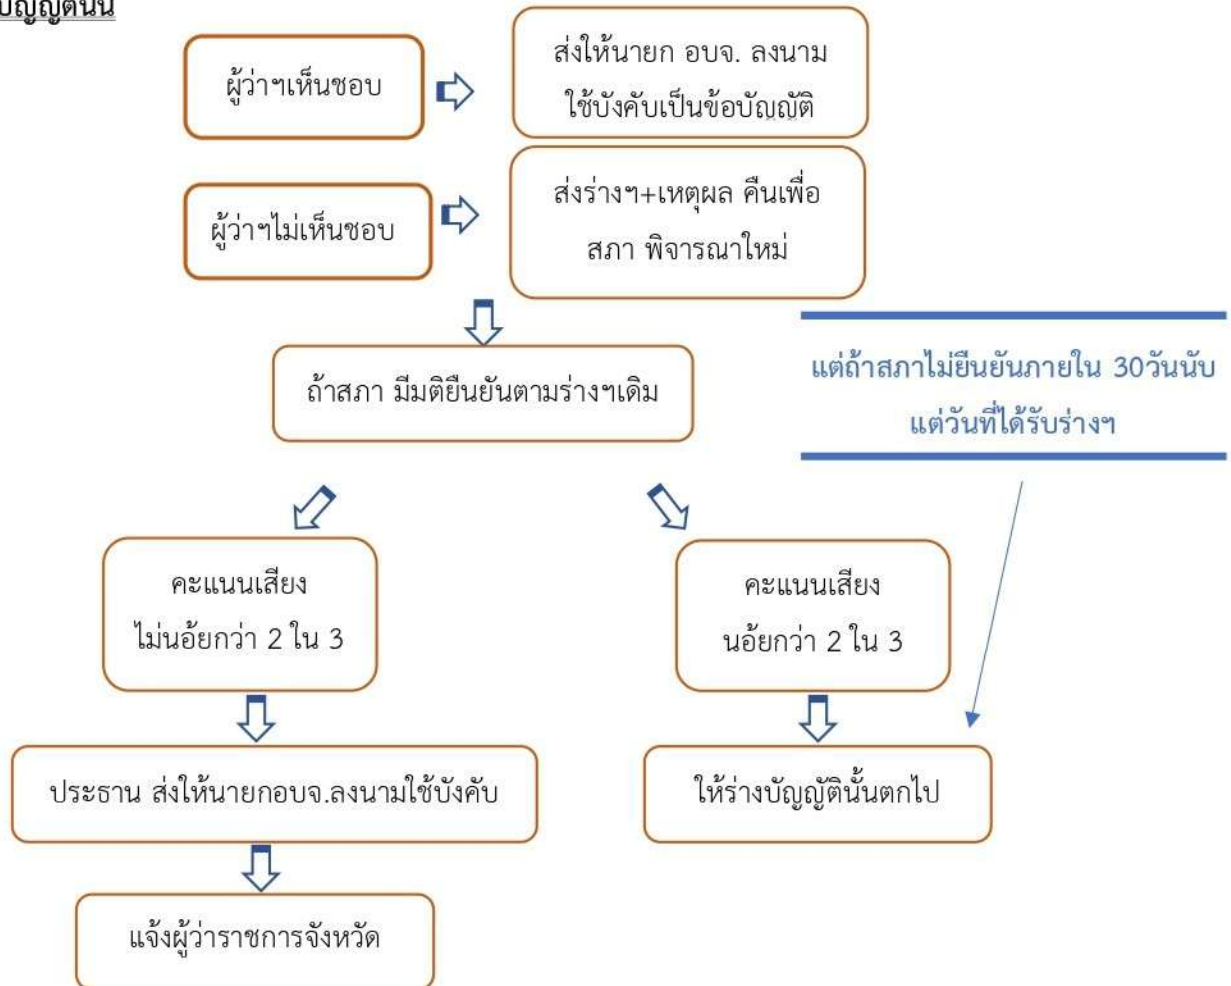 บัญญัตินั้น
ผู้ว่าฯเห็นชอบ
ส่งให้นายก อบจ. ลงนาม
ใช้บังคับเป็นข้อบัญญัติ
ผู้ว่าฯไม่เห็นชอบ
ส่งร่างฯ+เหตุผล คืนเพื่อ
สภา พิจารณาใหม่
ถ้าสภา มีมติยืนยันตามร่างฯเดิม
แต่ถ้าสภาไม่ยืนยันภายใน 30วันนับ
แต่วันที่ได้รับร่างฯ
คะแนนเสียง
ไม่นอ้ยกว่า 2 ใน 3
คะแนนเสียง
นอ้ยกว่า 2 ใน 3
ประธาน ส่งให้นายกอบจ.ลงนามใช้บังคับ
ให้ร่างบัญญัตินั้นตกไป
แจ้งผู้ว่าราชการจังหวัด